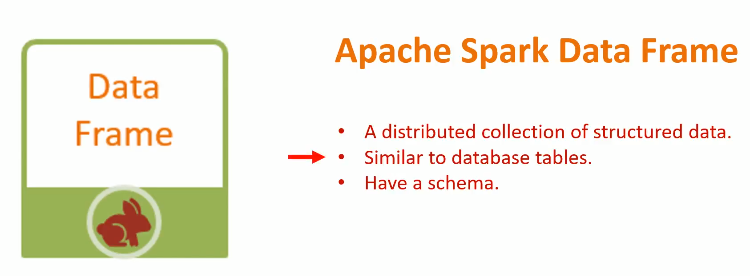 Data
Frame
Apache Spark Data Frame
• A distributed collection of structured data.
• Similar to database tables.
• Have a schema.